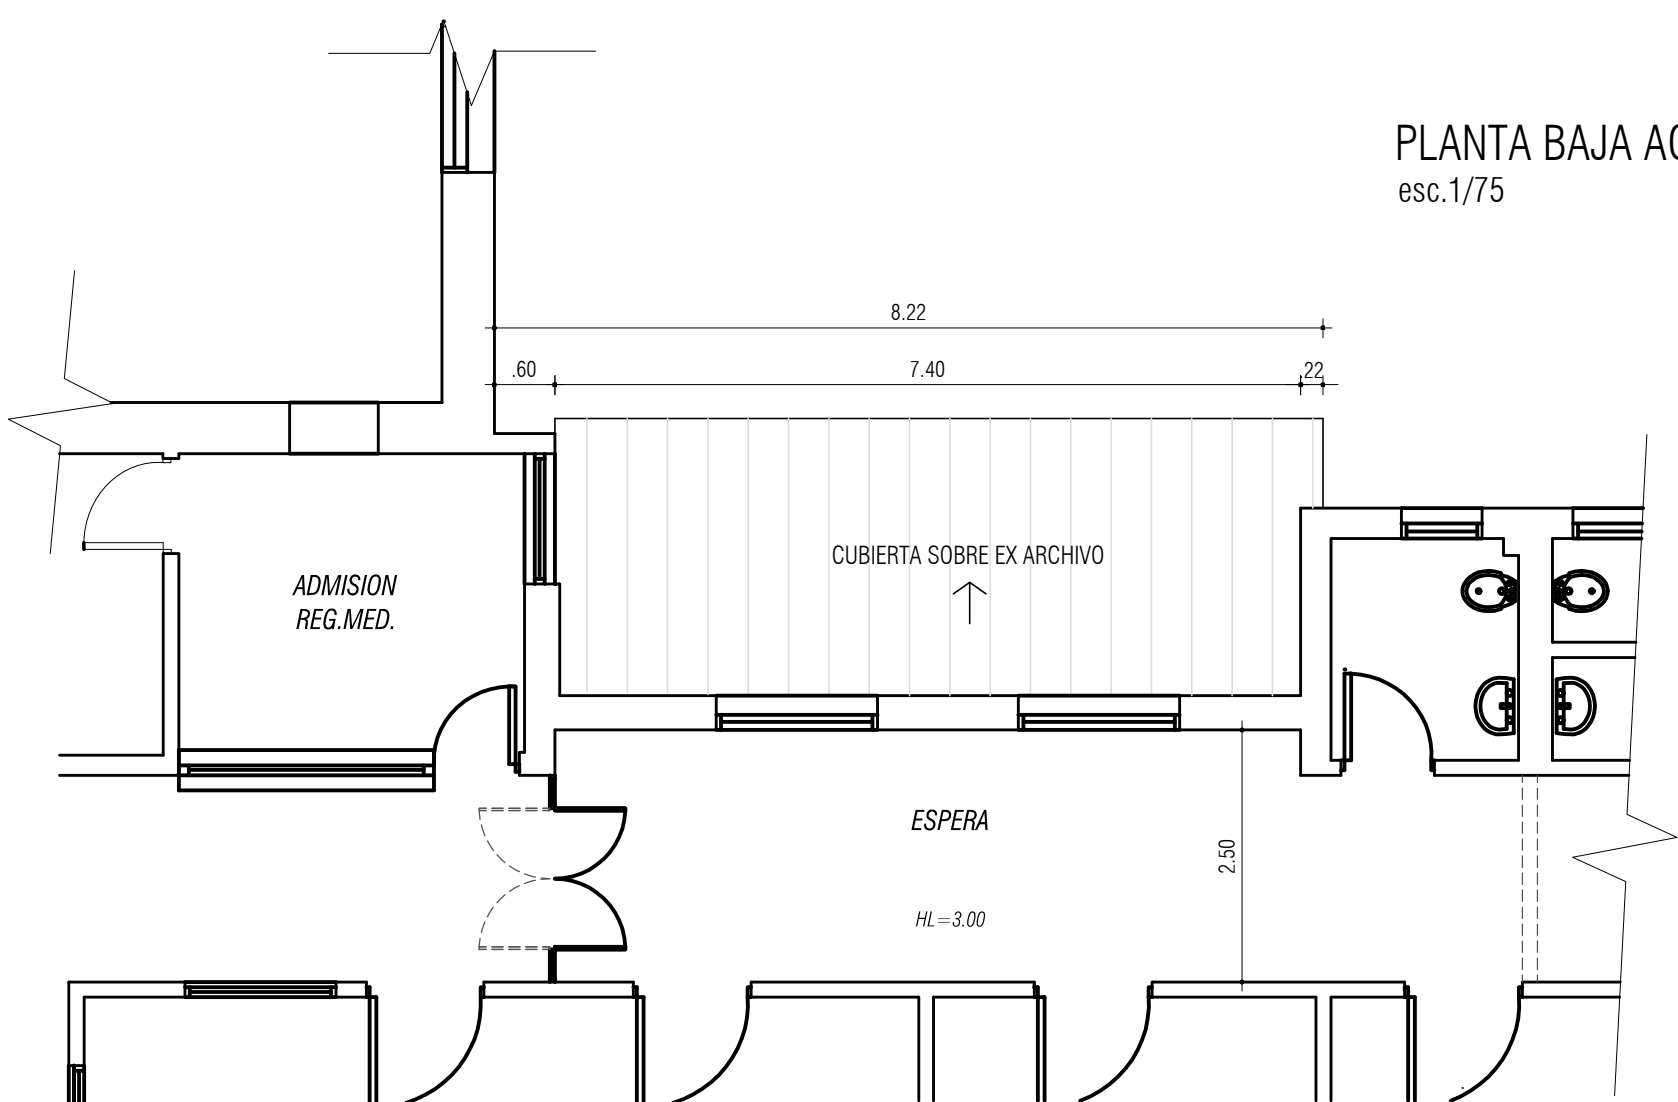 PLANTA BAJA
esc.1/75
8.22
.60
7.40
.22
CUBIERTA SOBRE EX ARCHIVO
ADMISION
REG.MED.
ESPERA
2.50
HL=3.00